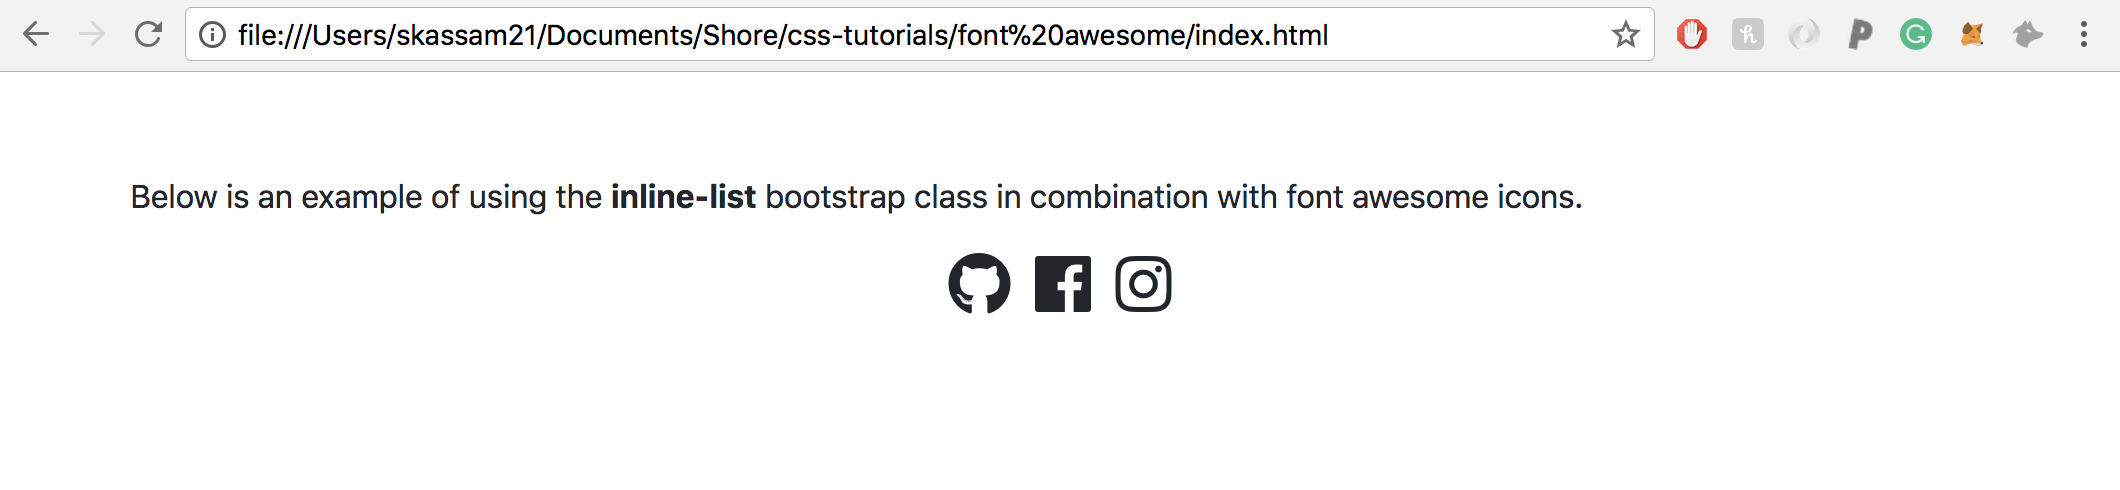 file:///Users/skassam21/Documents/Shore/css-tutorials/font%20awesome/index.html
Below is an example of using the inline-list bootstrap class in combination with font awesome icons.